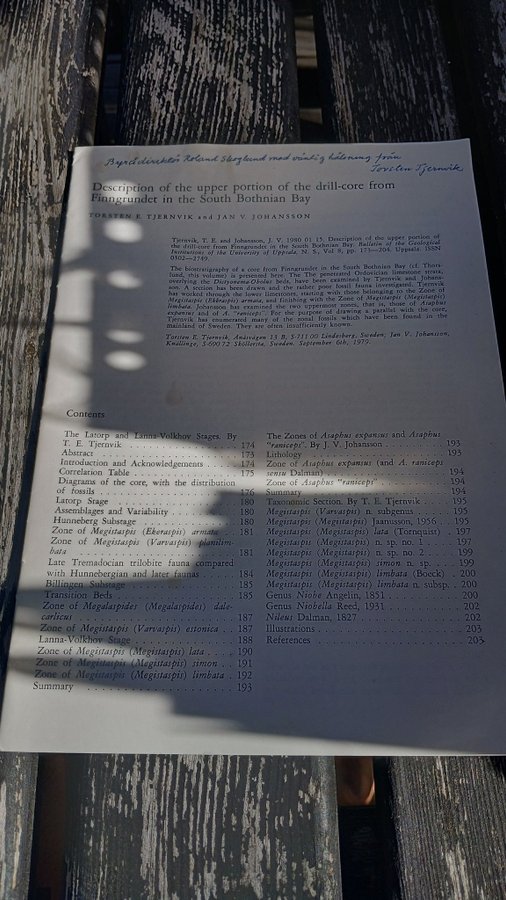 Byrådirektör Roland Skoglund med vänlig hälsning från
Torsten Tjernvik
Description of the upper portion of the drill-core from
Finngrundet in the South Bothnian Bay
TORSTEN E TJERNVIK and JAN V. JOHANSSON
Tjernvik, T. E. and Johansson, J. V. 1980 01 15: Description of the upper portion of
the drill-core from Finngrundet in the South Bothnian Bay. Bulletin of the Geological
Institutions of the University of Uppsala, N. S., Vol 8, pp. 173—204. Uppsala. ISSN
0302—2749.
The biostratigraphy of a core from Finngrundet in the South Bothnian Bay (cf. Thors-
lund, this volume) is presented here. The penetrated Ordovician limestone strata,
overlying the Obolus beds, have been examined by Tjernvik and Johans-
son. A section has been drawn and the rather poor fossil fauna investigated. Tjernvik
has worked through the lower limestones, starting with those belonging to the Zone of
Megistaspis (Ekeraspis) armata, and finishing with the Zone of Megistaspis (Megistaspis)
limbata. Johansson has examined the two uppermost zones, that is, those of Asaphus
expansus and of A. "raniceps". For the purpose of drawing a parallel with the core,
Tjernvik has enumerated many of the zonal fossils which have been found in the
mainland of Sweden. They are often insufficiently known.
Torsten E. Tjernvik, Anäsvägen 13 B, S-711 00 Lindesberg, Sweden; Jan V. Johansson,
Knållinge, S-690 72 Sköllersta, Sweden. September 6th, 1979.
Contents
The Latorp and Lanna-Volkhov Stages. By
T. E. Tjernvik . . . . . 174
Abstract . . . . . 173
Introduction and Acknowledgements . . . . 174
Correlation Table . . . . . 175
Diagrams of the core, with the distribution
of fossils . . . . . 176
Latorp Stage . . . . . 180
Assemblages and Variability . . . . . 180
Hunneberg Substage . . . . . 180
Zone of Megistaspis (Ekeraspis) armata . . 181
Zone of Megistaspis (Varvaspis) planilim-
bata . . . . . 181
Late Tremadocian trilobite fauna compared
with Hunnebergian and later faunas . . . . 184
Billingen Substage . . . . . 185
Transition Beds . . . . . 185
Zone of Megalaspides (Megalaspides) dale-
carlicus . . . . . 187
Zone of Megistaspis (Varvaspis) estonica . . 187
Lanna-Volkhov Stage . . . . . 188
Zone of Megistaspis (Megistaspis) lata . . . 190
Zone of Megistaspis (Megistaspis) simon . . 191
Zone of Megistaspis (Megistaspis) limbata . 192
Summary . . . . . 193
The Zones of Asaphus expansus and Asaphus
"raniceps". By J. V. Johansson . . . . . 193
Lithology . . . . . 193
Zone of Asaphus expansus (and A. raniceps
sensu Dalman) . . . . . 194
Zone of Asaphus "raniceps" . . . . . 194
Summary . . . . . 194
Taxonomic Section. By T. E. Tjernvik . . . . 195
Megistaspis (Varvaspis) n. subgenus . . . 195
Megistaspis (Megistaspis) Jaanusson, 1956 . . 195
Megistaspis (Megistaspis) lata (Törnquist) . . 197
Megistaspis (Megistaspis) n. sp. no. 1 . . . 197
Megistaspis (Megistaspis) n. sp. no. 2 . . . 199
Megistaspis (Megistaspis) simon n. sp. . . . 199
Megistaspis (Megistaspis) limbata (Boeck) . . 200
Megistaspis (Megistaspis) limbata n. subsp. . . 200
Genus Niobe Angelin, 1851 . . . . . 200
Genus Niobella Reed, 1931 . . . . . 202
Nileus Dalman, 1827 . . . . . 202
Illustrations . . . . . 203
References . . . . . 203